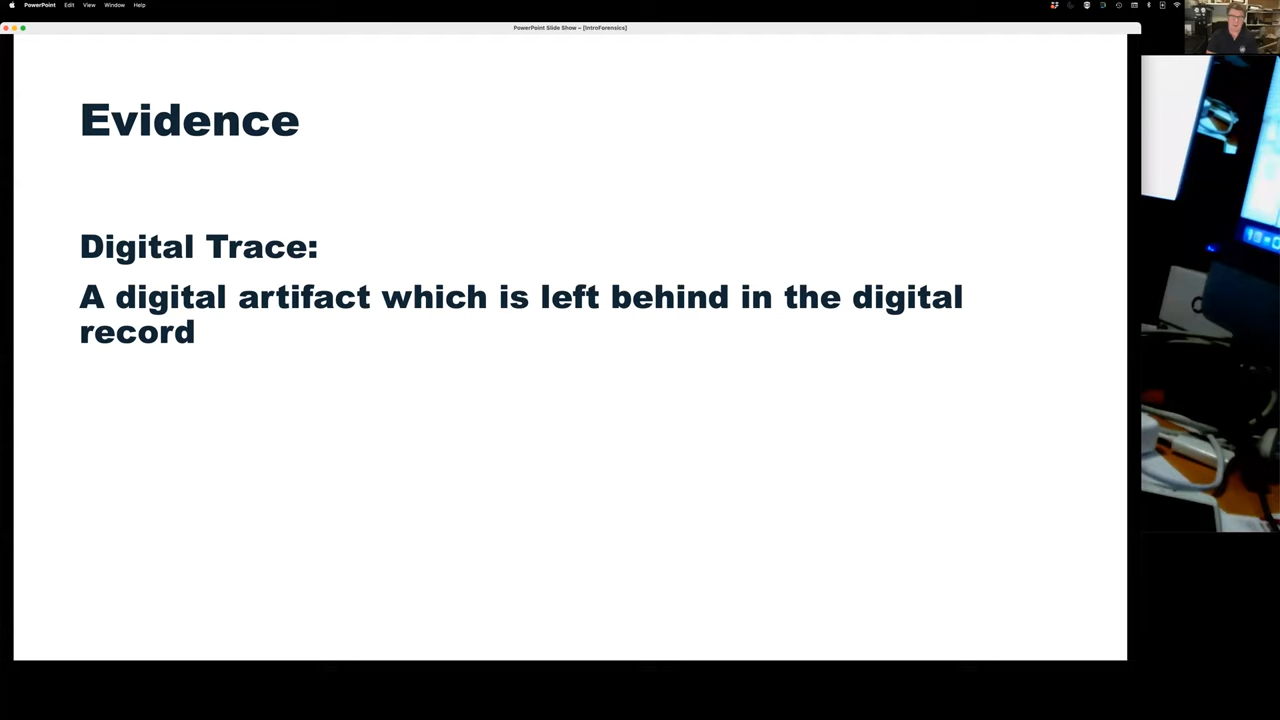 PowerPoint Edit View Window Help
PowerPoint Slide Show – [IntroForensics]
Evidence
Digital Trace:
A digital artifact which is left behind in the digital
record